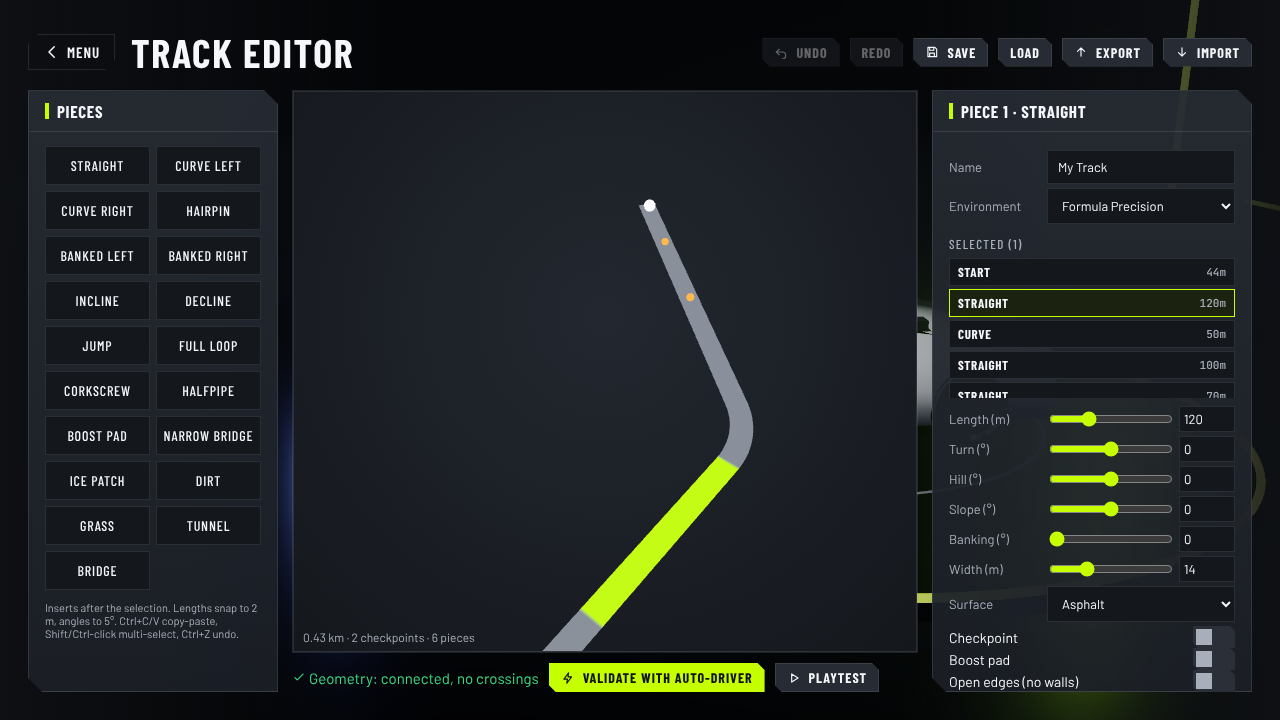 MENU
TRACK EDITOR
UNDO
REDO
SAVE
LOAD
EXPORT
IMPORT
PIECES
STRAIGHT
CURVE LEFT
CURVE RIGHT
HAIRPIN
BANKED LEFT
BANKED RIGHT
INCLINE
DECLINE
JUMP
FULL LOOP
CORKSCREW
HALFPIPE
BOOST PAD
NARROW BRIDGE
ICE PATCH
DIRT
GRASS
TUNNEL
BRIDGE
Inserts after the selection. Lengths snap to 2
m, angles to 5°. Ctrl+C/V copy-paste,
Shift/Ctrl-click multi-select, Ctrl+Z undo.
0.43 km · 2 checkpoints · 6 pieces
Geometry: connected, no crossings
VALIDATE WITH AUTO-DRIVER
PLAYTEST
PIECE 1 · STRAIGHT
Name My Track
Environment Formula Precision
SELECTED (1)
START 44m
STRAIGHT 120m
CURVE 50m
STRAIGHT 100m
STRAIGHT 70m
Length (m) 120
Turn (°) 0
Hill (°) 0
Slope (°) 0
Banking (°) 0
Width (m) 14
Surface Asphalt
Checkpoint
Boost pad
Open edges (no walls)